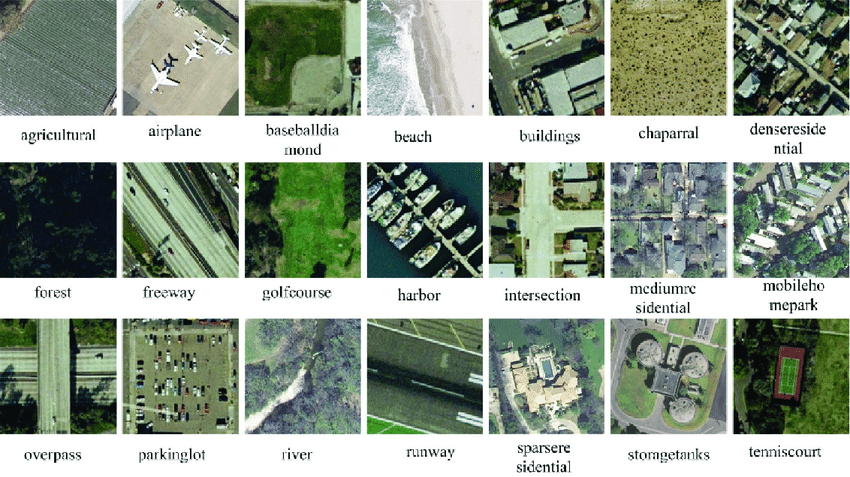 agricultural
airplane
baseballdia
mond
beach
buildings
chaparral
densereside
ntial
forest
freeway
golfcourse
harbor
intersection
mediumre
sidential
mobileho
mepark
overpass
parkinglot
river
runway
sparsere
sidential
storagetanks
tenniscourt